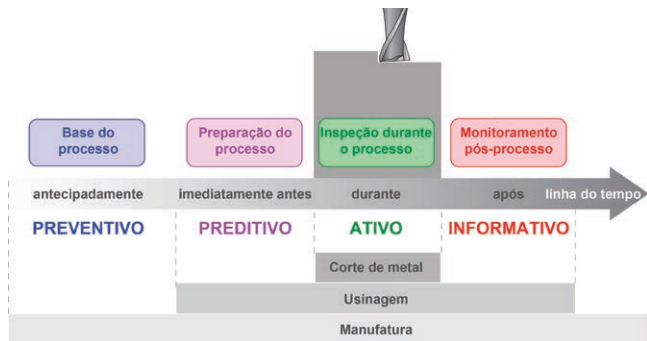 Base do
processo
Preparação do
processo
Inspeção durante
o processo
Monitoramento
pós-processo
antecipadamente
imediatamente antes
durante
após
linha do tempo
PREVENTIVO
PREDITIVO
ATIVO
INFORMATIVO
Corte de metal
Usinagem
Manufatura